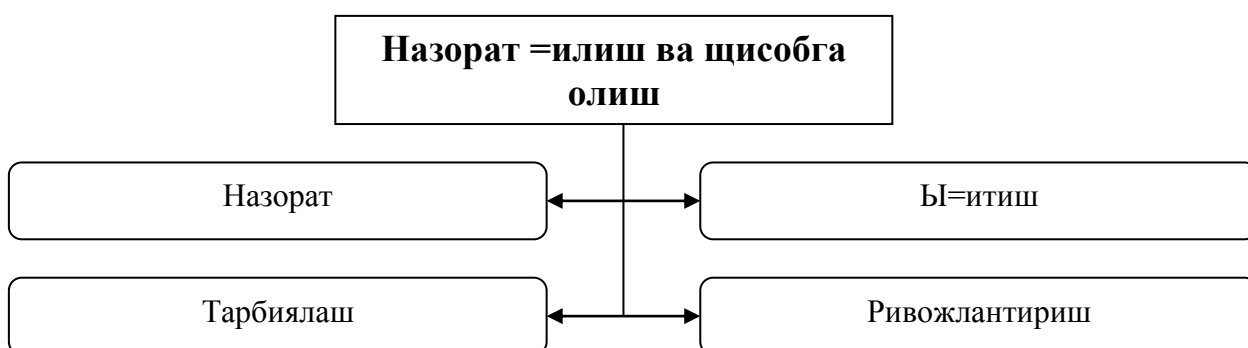 Назорат =илиш ва щисобга
олиш
Назорат
Ы=итиш
Тарбиялаш
Ривожлантириш